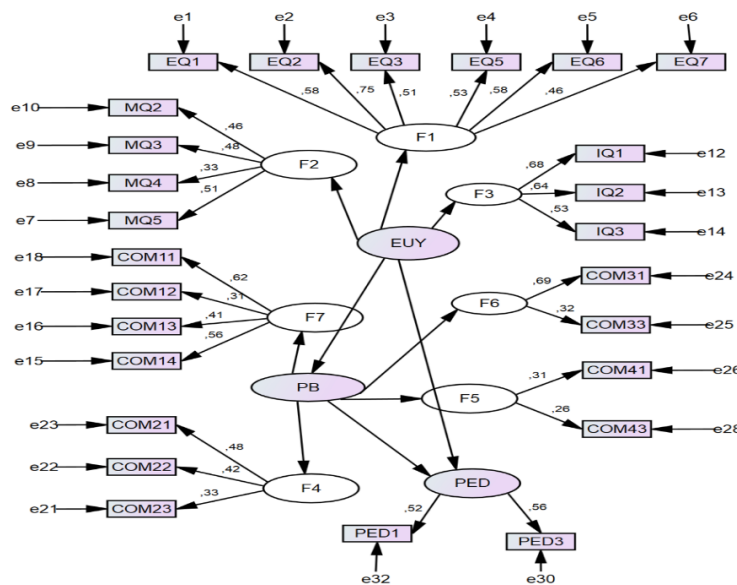 e1 e2 e3 e4 e5 e6
EQ1 EQ2 EQ3 EQ5 EQ6 EQ7
,58 ,75 ,51 ,53 ,58 ,46
F1
e10 MQ2 ,46
e9 MQ3 ,48
e8 MQ4 ,33
e7 MQ5 ,51
F2
IQ1 e12 ,68
IQ2 e13 ,64
IQ3 e14 ,53
F3
EUY
e18 COM11 ,62
e17 COM12 ,31
e16 COM13 ,41
e15 COM14 ,56
F7
COM31 e24 ,69
COM33 e25 ,32
F6
PB
COM41 e26 ,31
COM43 e28 ,26
F5
e23 COM21 ,48
e22 COM22 ,42
e21 COM23 ,33
F4
PED
,52 ,56
PED1 PED3
e32 e30